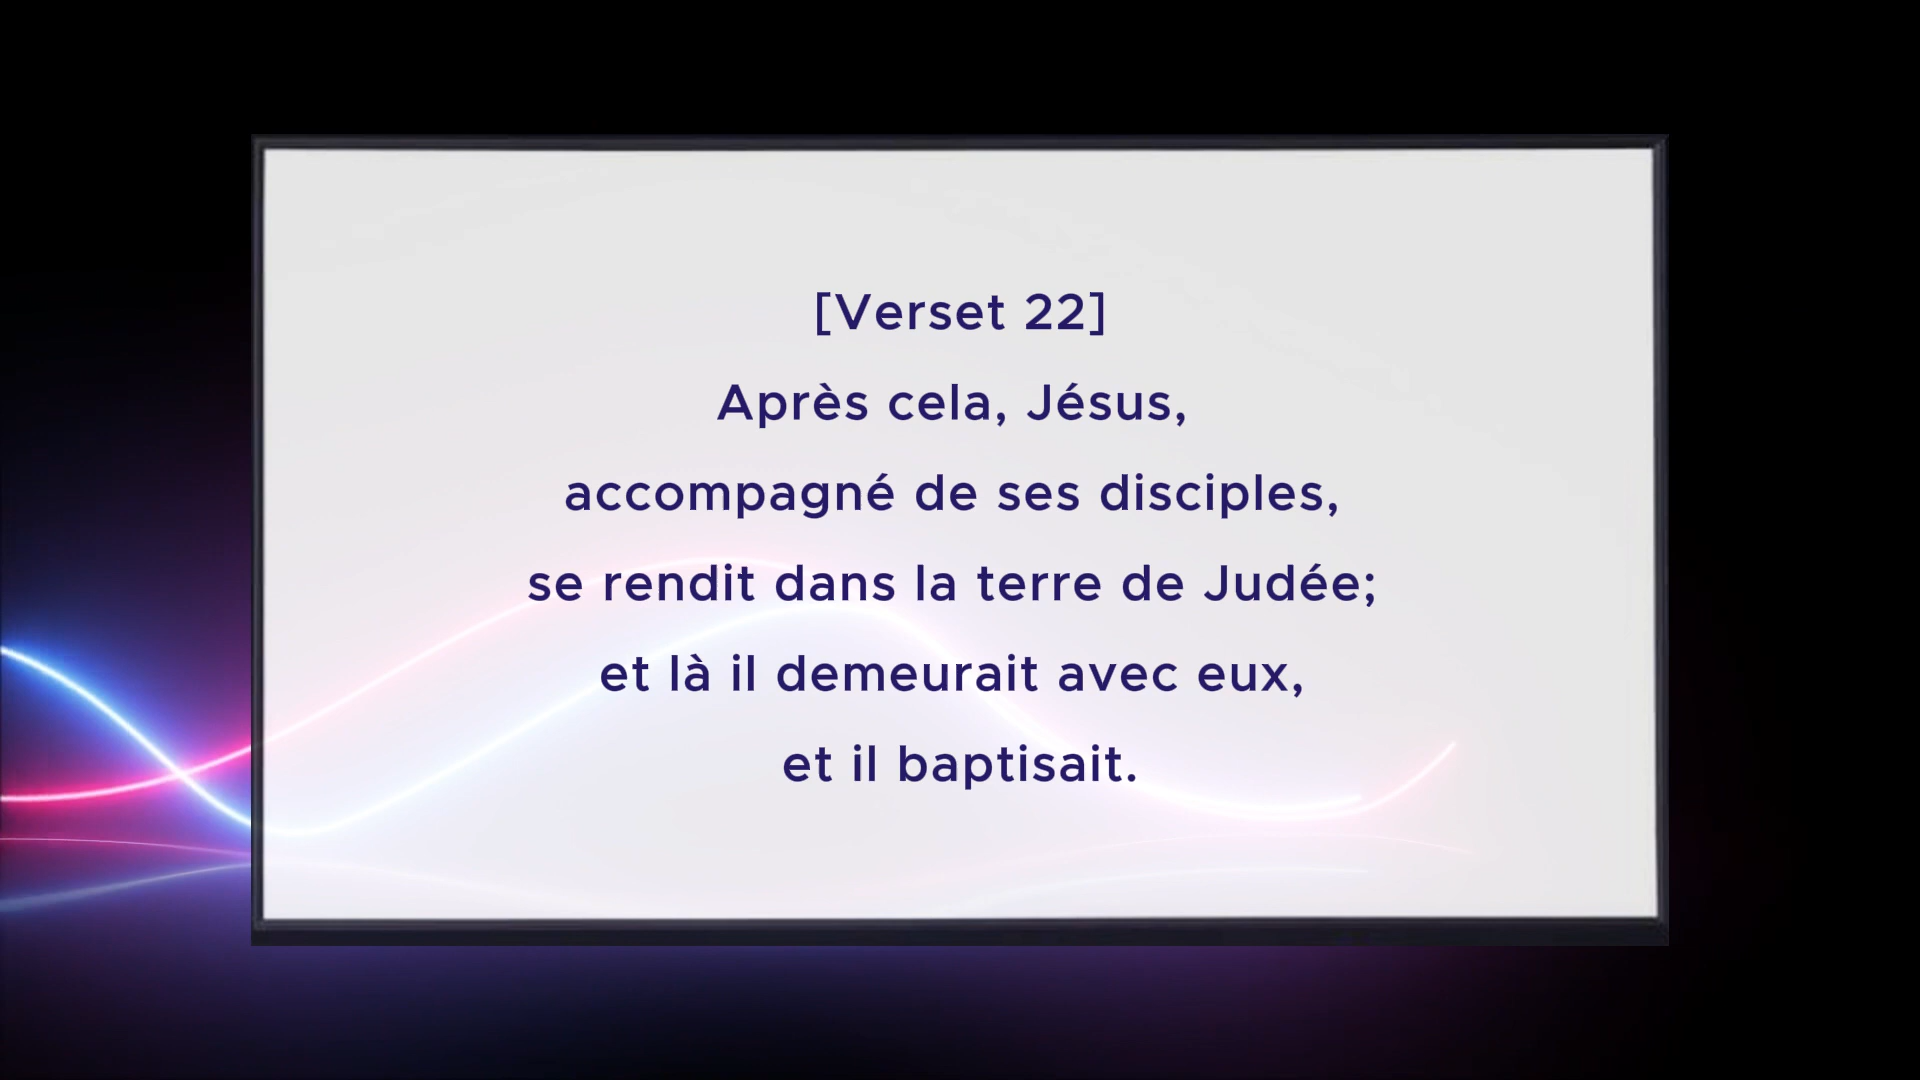 [Verset 22]
Après cela, Jésus,
accompagné de ses disciples,
se rendit dans la terre de Judée;
et là il demeurait avec eux,
et il baptisait.